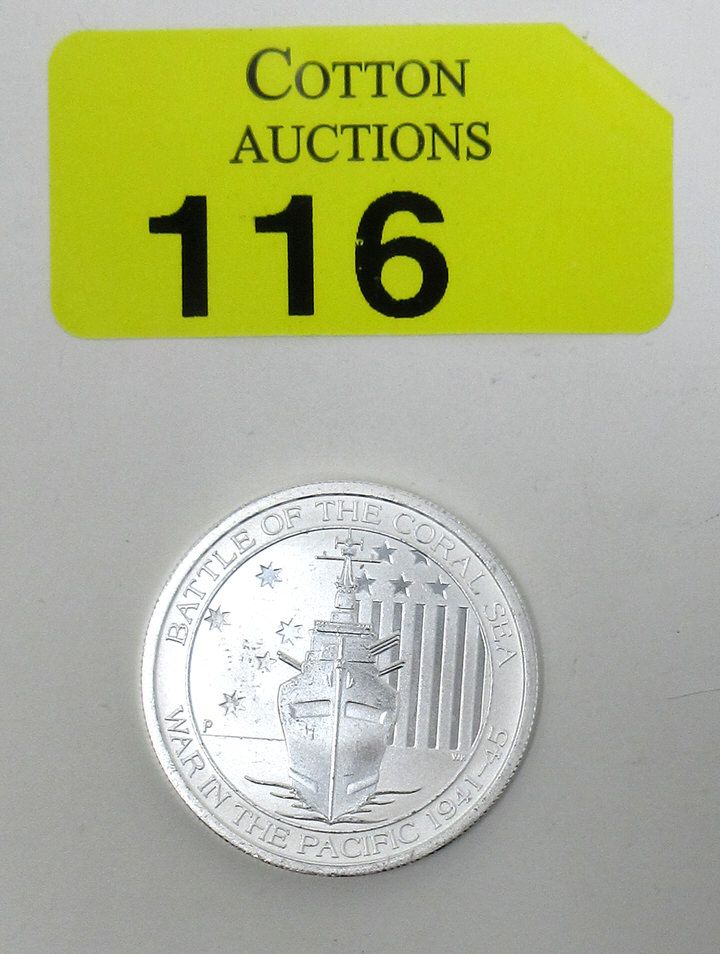 COTTON
AUCTIONS
116
BATTLE OF THE CORAL SEA
P
WAR IN THE PACIFIC 1941-45